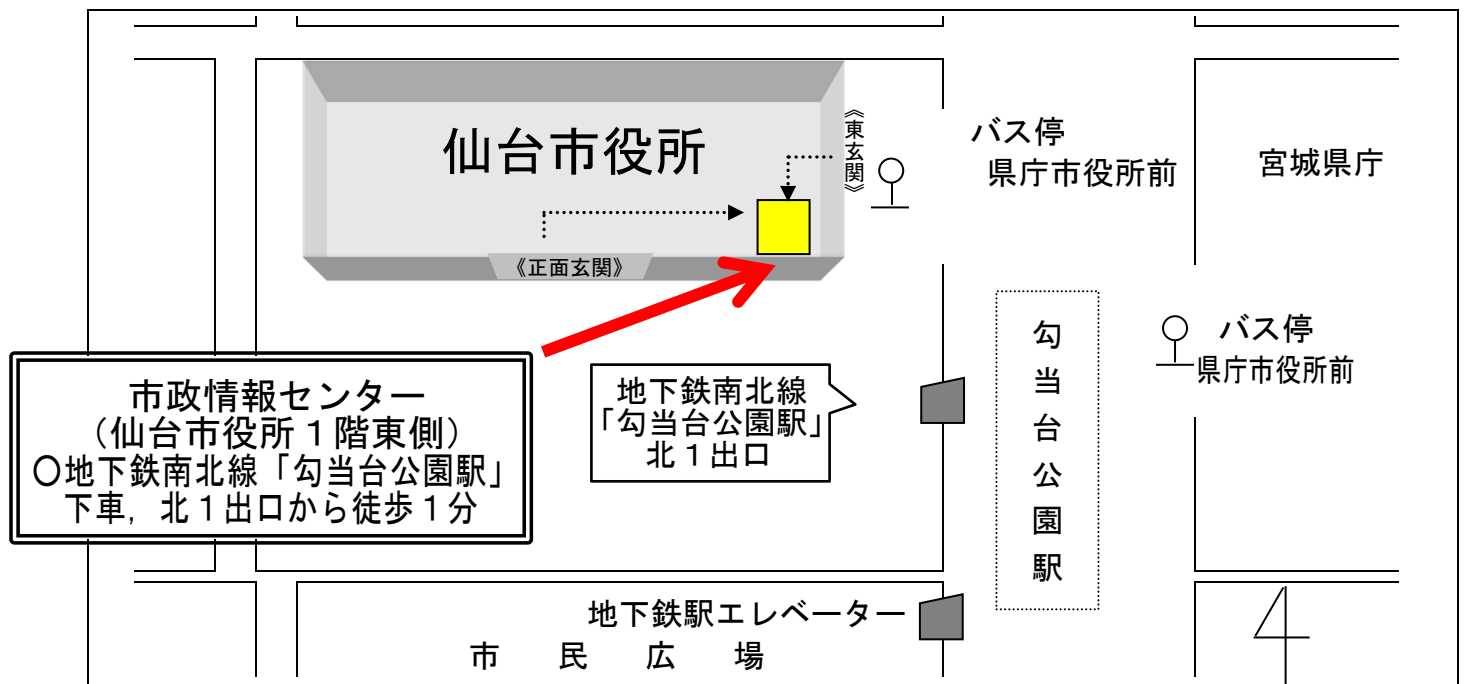 仙台市役所
《東玄関》
《正面玄関》
バス停
県庁市役所前
宮城県庁
バス停
県庁市役所前
勾当台公園駅
地下鉄南北線
「勾当台公園駅」
北１出口
市政情報センター
（仙台市役所１階東側）
○地下鉄南北線「勾当台公園駅」
下車，北１出口から徒歩１分
地下鉄駅エレベーター
市民広場